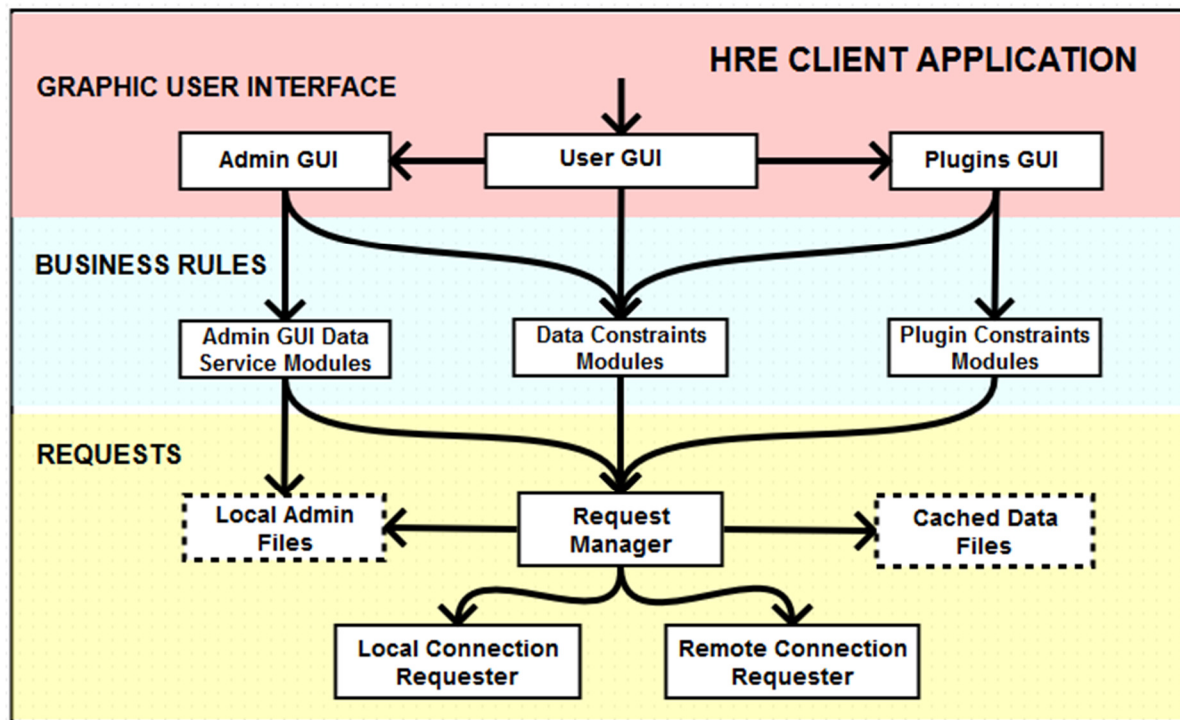 HRE CLIENT APPLICATION
GRAPHIC USER INTERFACE
Admin GUI
User GUI
Plugins GUI
BUSINESS RULES
Admin GUI Data
Service Modules
Data Constraints
Modules
Plugin Constraints
Modules
REQUESTS
Local Admin
Files
Request
Manager
Cached Data
Files
Local Connection
Requester
Remote Connection
Requester